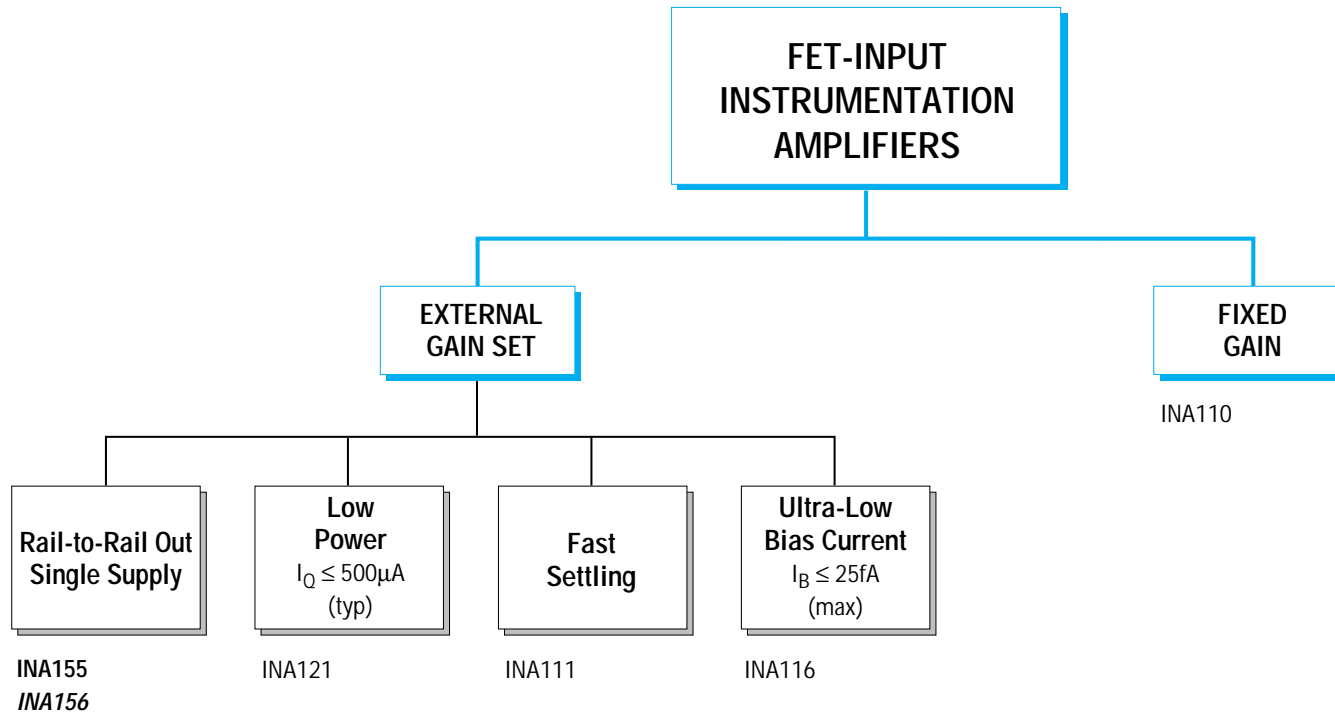 FET-INPUT
INSTRUMENTATION
AMPLIFIERS
EXTERNAL
GAIN SET
FIXED
GAIN
INA110
Rail-to-Rail Out
Single Supply
Low
Power
I_Q ≤ 500µA
(typ)
Fast
Settling
Ultra-Low
Bias Current
I_B ≤ 25fA
(max)
INA155
INA156
INA121
INA111
INA116